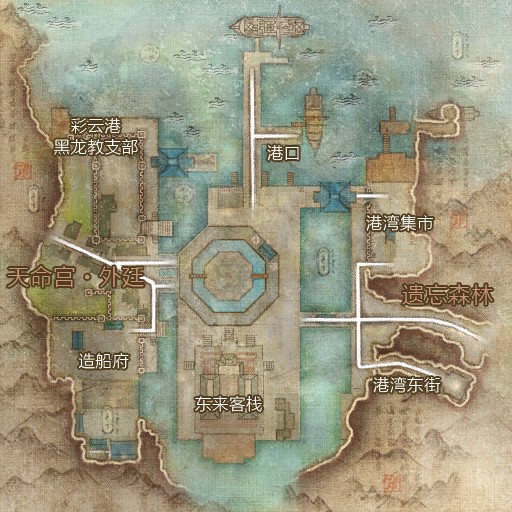 彩云港
黑龙教支部
港口
港湾集市
天命宫·外廷
遗忘森林
造船府
港湾东街
东来客栈